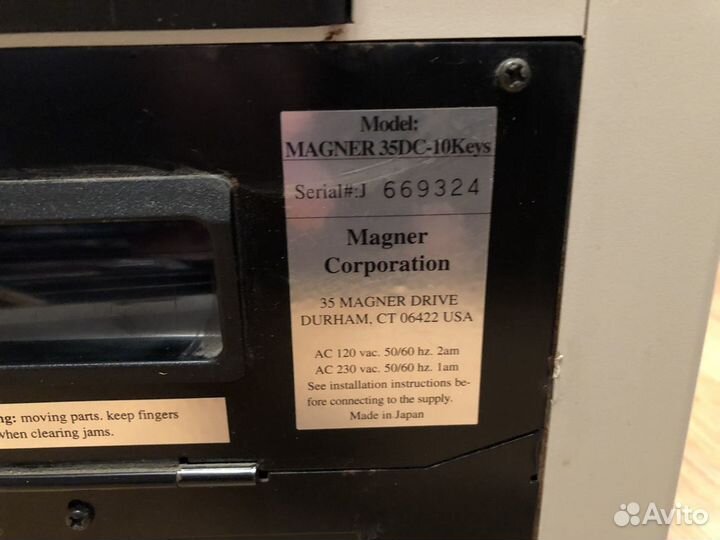 Model:
MAGNER 35DC-10Keys
Serial#:J 669324
Magner
Corporation
35 MAGNER DRIVE
DURHAM, CT 06422 USA
AC 120 vac. 50/60 hz. 2am
AC 230 vac. 50/60 hz. 1am
See installation instructions be-
fore connecting to the supply.
Made in Japan
ng: moving parts. keep fingers
when clearing jams.
Avito